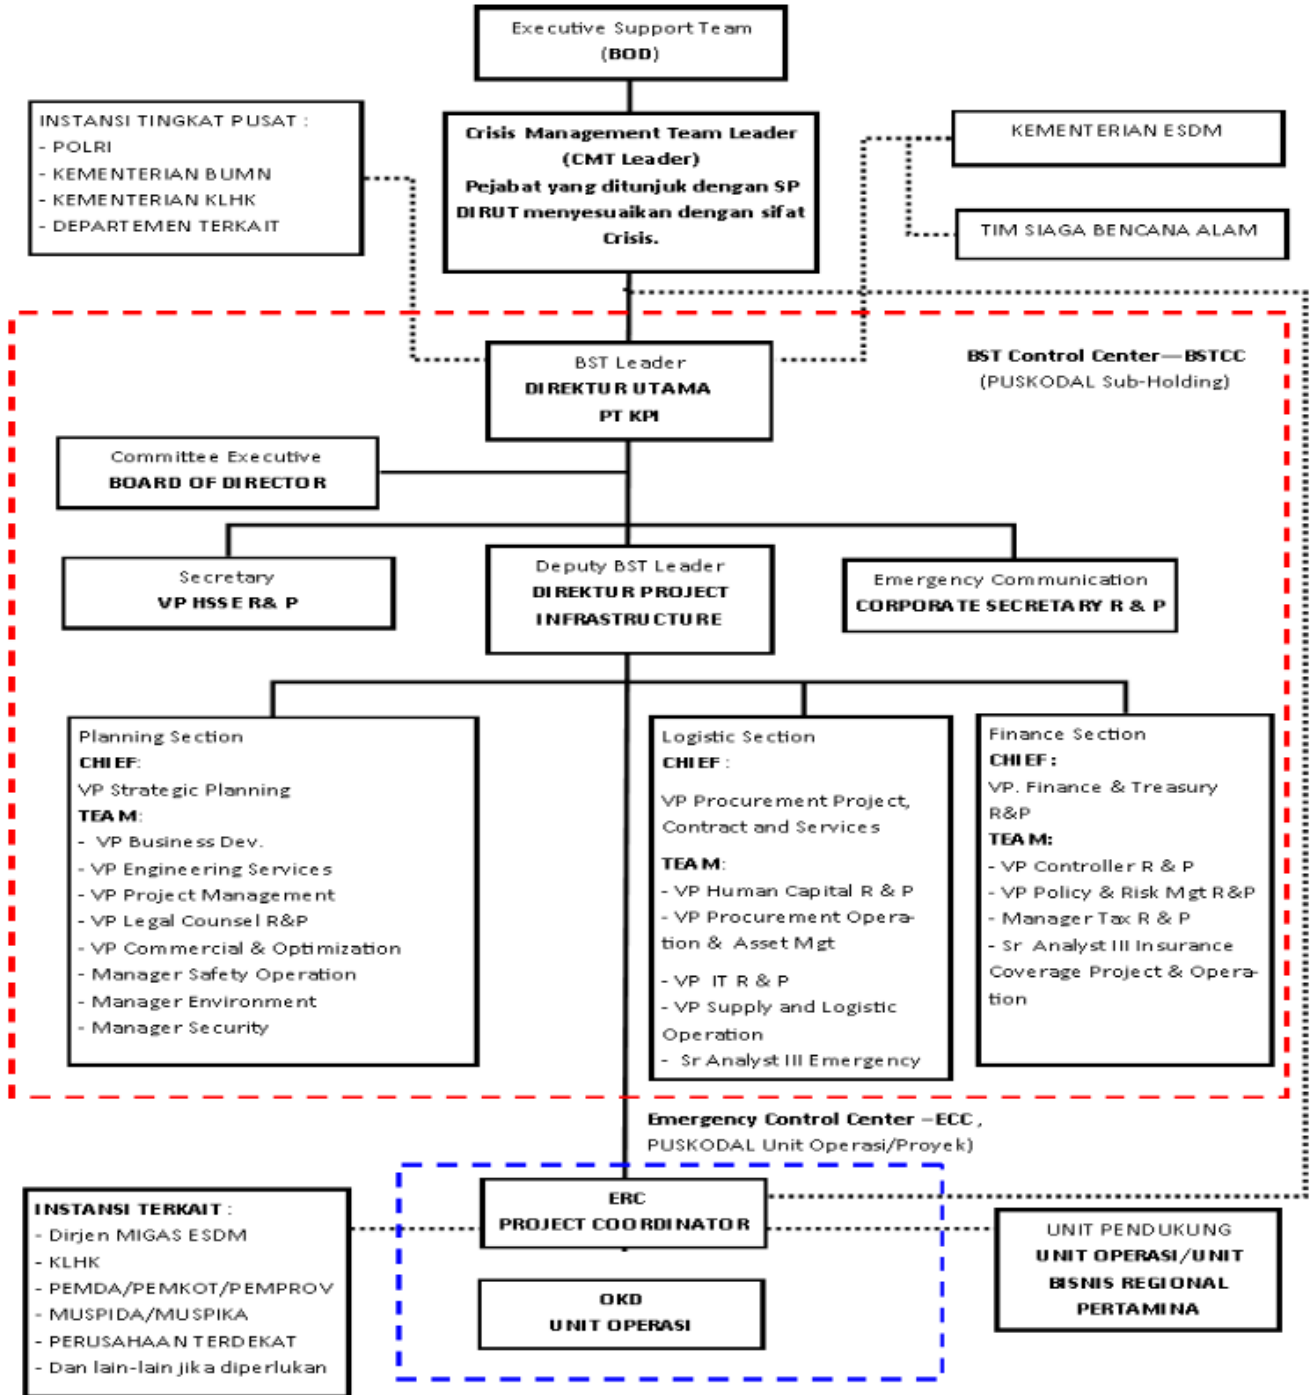 Executive Support Team
(BOD)
INSTANSI TINGKAT PUSAT :
- POLRI
- KEMENTERIAN BUMN
- KEMENTERIAN KLHK
- DEPARTEMEN TERKAIT
Crisis Management Team Leader
(CMT Leader)
Pejabat yang ditunjuk dengan SP
DIRUT menyesuaikan dengan sifat
Crisis.
KEMENTERIAN ESDM
TIM SIAGA BENCANA ALAM
BST Leader
DIREKTUR UTAMA
PT KPI
BST Control Center—BSTCC
(PUSKODAL Sub-Holding)
Committee Executive
BOARD OF DIRECTOR
Secretary
VP HSSE R& P
Deputy BST Leader
DIREKTUR PROJECT
INFRASTRUCTURE
Emergency Communication
CORPORATE SECRETARY R & P
Planning Section
CHIEF:
VP Strategic Planning
TEAM:
- VP Business Dev.
- VP Engineering Services
- VP Project Management
- VP Legal Counsel R&P
- VP Commercial & Optimization
- Manager Safety Operation
- Manager Environment
- Manager Security
Logistic Section
CHIEF :
VP Procurement Project,
Contract and Services
TEAM:
- VP Human Capital R & P
- VP Procurement Opera-
tion & Asset Mgt
- VP IT R & P
- VP Supply and Logistic
Operation
- Sr Analyst III Emergency
Finance Section
CHIEF :
VP. Finance & Treasury
R&P
TEAM:
- VP Controller R & P
- VP Policy & Risk Mgt R&P
- Manager Tax R & P
- Sr Analyst III Insurance
Coverage Project & Opera-
tion
Emergency Control Center –ECC ,
PUSKODAL Unit Operasi/Proyek)
ERC
PROJECT COORDINATOR
OKD
UNIT OPERASI
INSTANSI TERKAIT :
- Dirjen MIGAS ESDM
- KLHK
- PEMDA/PEMKOT/PEMPROV
- MUSPIDA/MUSPIKA
- PERUSAHAAN TERDEKAT
- Dan lain-lain jika diperlukan
UNIT PENDUKUNG
UNIT OPERASI/UNIT
BISNIS REGIONAL
PERTAMINA